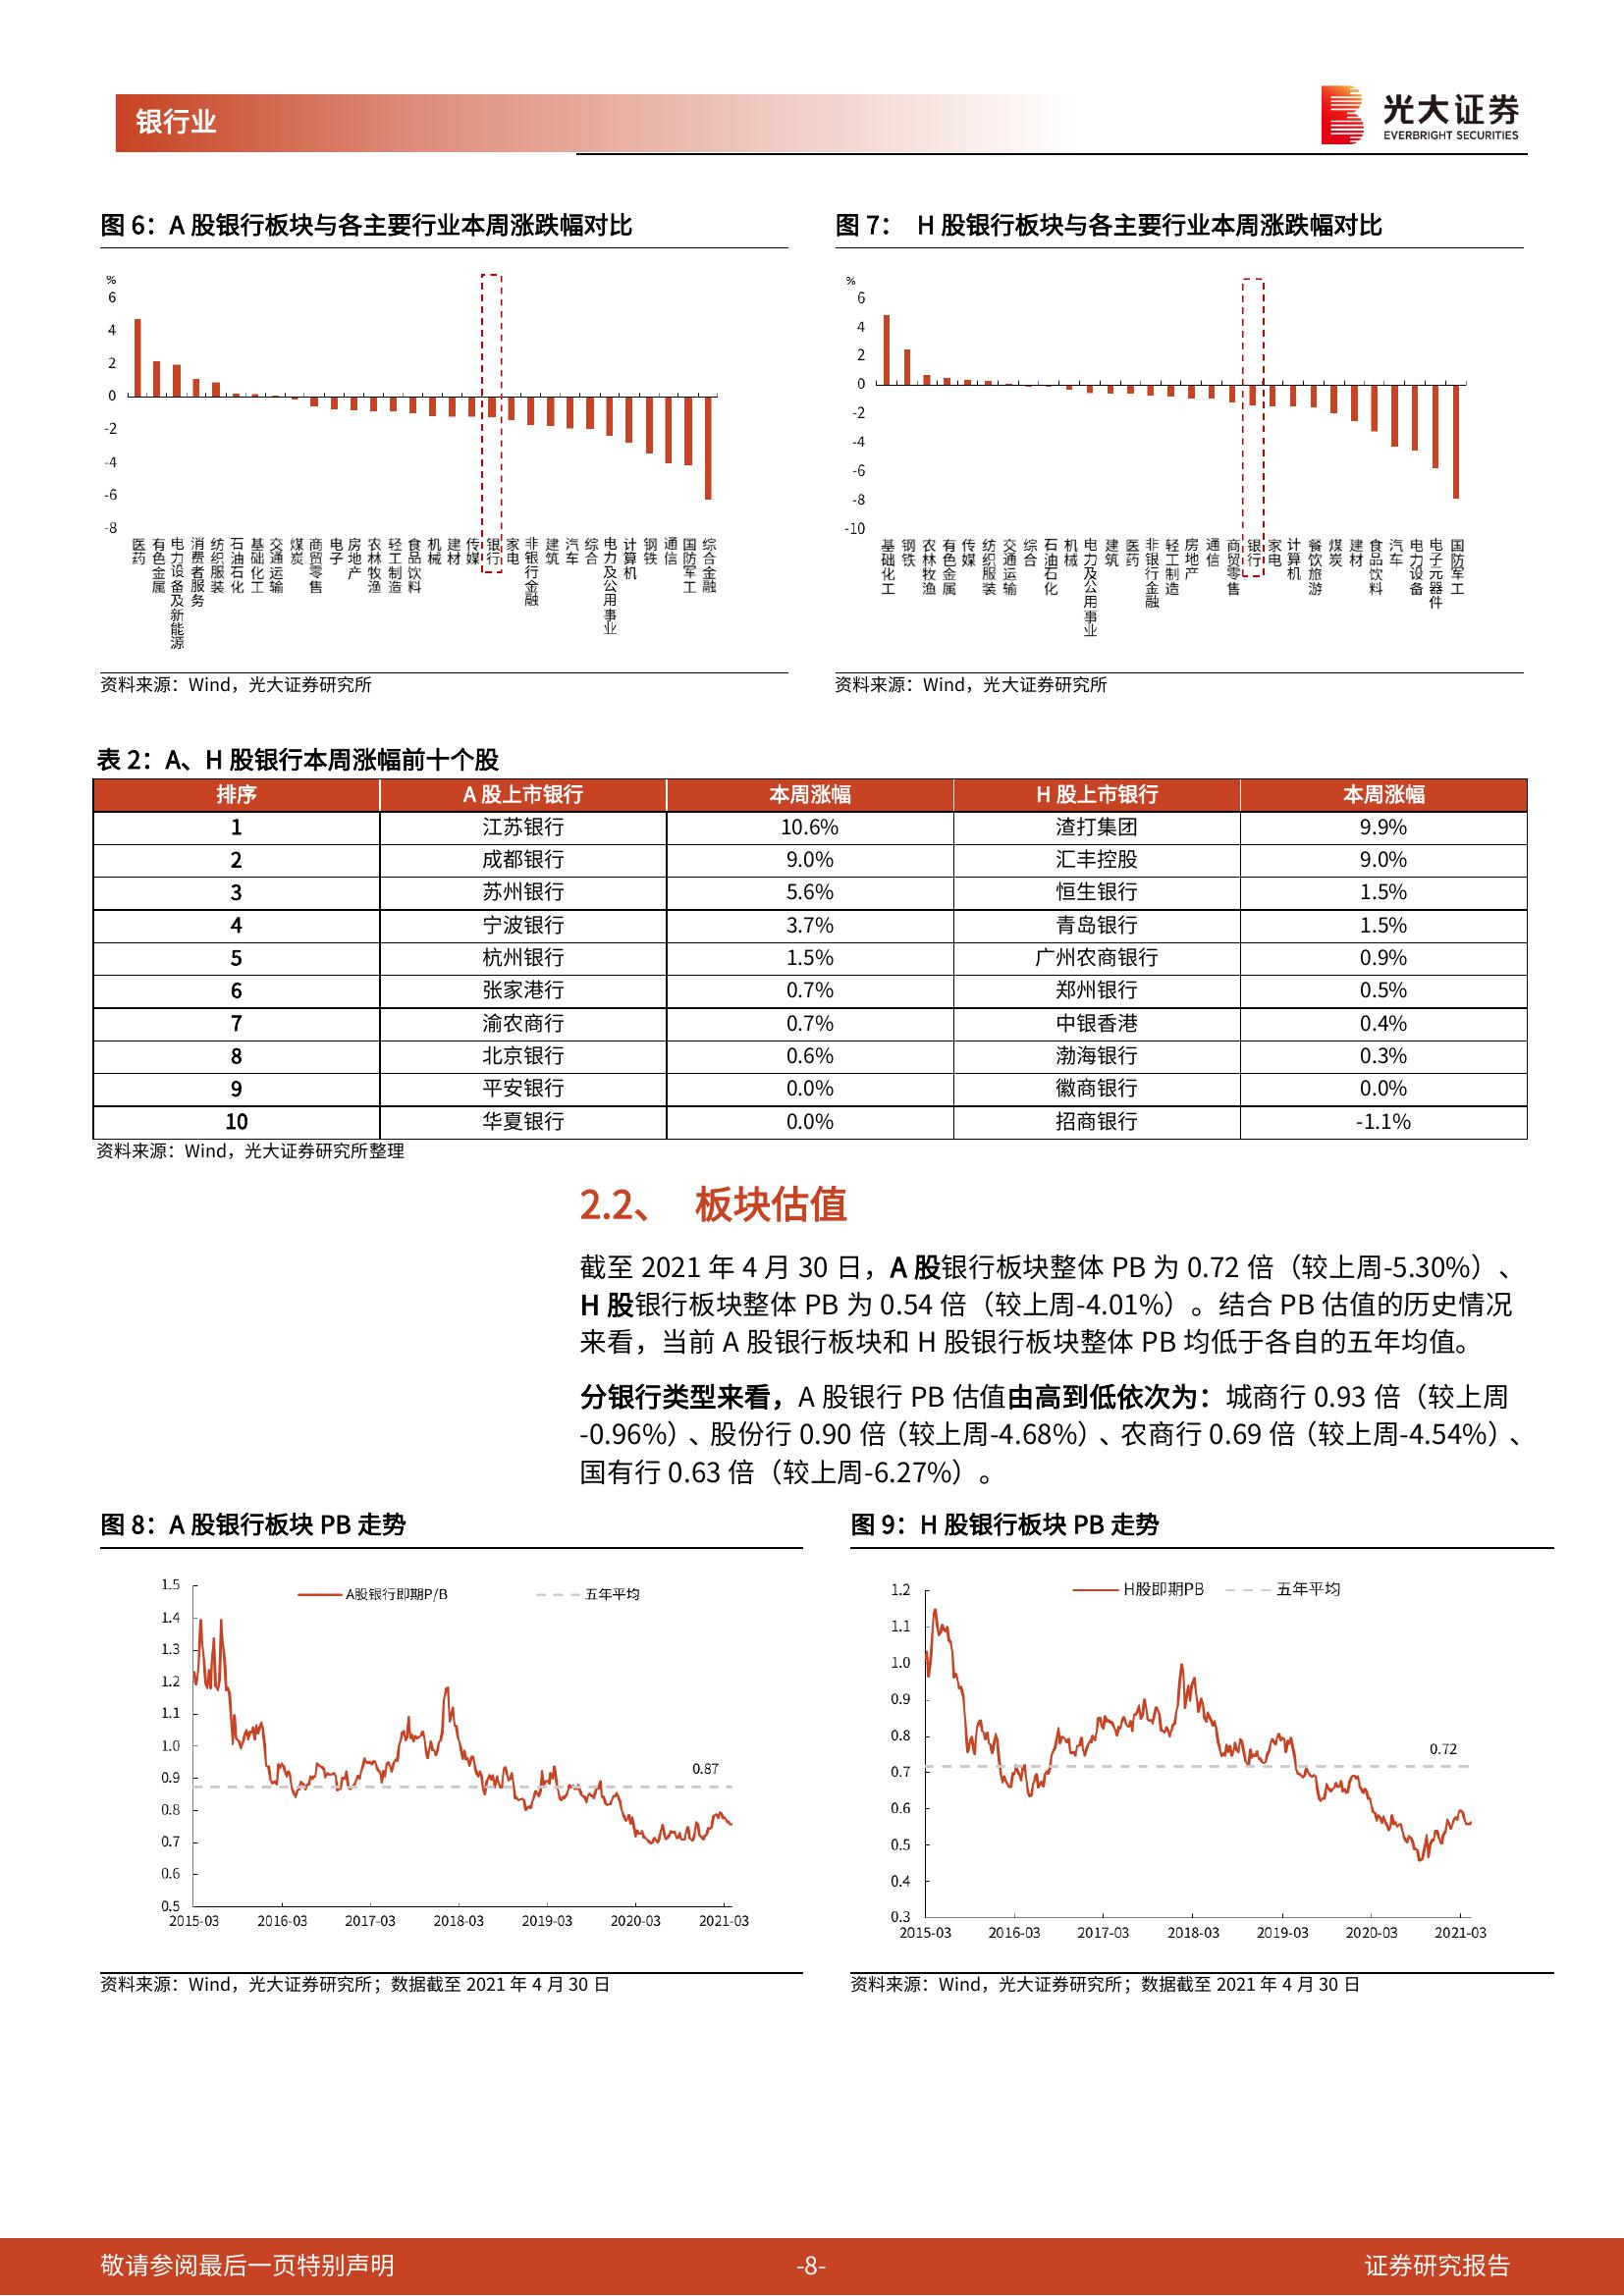 银行业
光大证券
EVERBRIGHT SECURITIES
图 6：A 股银行板块与各主要行业本周涨跌幅对比
%
6
4
2
0
-2
-4
-6
-8
医药
有色金属
电力设备及新能源
消费者服务
纺织服装
石油石化
基础化工
交通运输
煤炭
商贸零售
电子
房地产
农林牧渔
轻工制造
食品饮料
机械
建材
传媒
银行
家电
非银行金融
建筑
汽车
综合
电力及公用事业
计算机
钢铁
通信
国防军工
综合金融
资料来源：Wind，光大证券研究所
图 7： H 股银行板块与各主要行业本周涨跌幅对比
%
6
4
2
0
-2
-4
-6
-8
-10
基础化工
钢铁
农林牧渔
有色金属
传媒
纺织服装
交通运输
综合
石油石化
机械
电力及公用事业
建筑
医药
非银行金融
轻工制造
房地产
通信
商贸零售
银行
家电
计算机
餐饮旅游
煤炭
建材
食品饮料
汽车
电力设备
电子元器件
国防军工
资料来源：Wind，光大证券研究所
表 2：A、H 股银行本周涨幅前十个股
排序 A 股上市银行 本周涨幅 H 股上市银行 本周涨幅
1 江苏银行 10.6% 渣打集团 9.9%
2 成都银行 9.0% 汇丰控股 9.0%
3 苏州银行 5.6% 恒生银行 1.5%
4 宁波银行 3.7% 青岛银行 1.5%
5 杭州银行 1.5% 广州农商银行 0.9%
6 张家港行 0.7% 郑州银行 0.5%
7 渝农商行 0.7% 中银香港 0.4%
8 北京银行 0.6% 渤海银行 0.3%
9 平安银行 0.0% 徽商银行 0.0%
10 华夏银行 0.0% 招商银行 -1.1%
资料来源：Wind，光大证券研究所整理
2.2、 板块估值
截至 2021 年 4 月 30 日，A 股银行板块整体 PB 为 0.72 倍（较上周-5.30%）、
H 股银行板块整体 PB 为 0.54 倍（较上周-4.01%）。结合 PB 估值的历史情况
来看，当前 A 股银行板块和 H 股银行板块整体 PB 均低于各自的五年均值。
分银行类型来看，A 股银行 PB 估值由高到低依次为：城商行 0.93 倍（较上周
-0.96%）、股份行 0.90 倍（较上周-4.68%）、农商行 0.69 倍（较上周-4.54%）、
国有行 0.63 倍（较上周-6.27%）。
图 8：A 股银行板块 PB 走势
A股银行即期P/B
五年平均
1.5
1.4
1.3
1.2
1.1
1.0
0.9
0.8
0.7
0.6
0.5
0.87
2015-03 2016-03 2017-03 2018-03 2019-03 2020-03 2021-03
资料来源：Wind，光大证券研究所；数据截至 2021 年 4 月 30 日
图 9：H 股银行板块 PB 走势
H股即期PB
五年平均
1.2
1.1
1.0
0.9
0.8
0.7
0.6
0.5
0.4
0.3
0.72
2015-03 2016-03 2017-03 2018-03 2019-03 2020-03 2021-03
资料来源：Wind，光大证券研究所；数据截至 2021 年 4 月 30 日
敬请参阅最后一页特别声明
-8-
证券研究报告